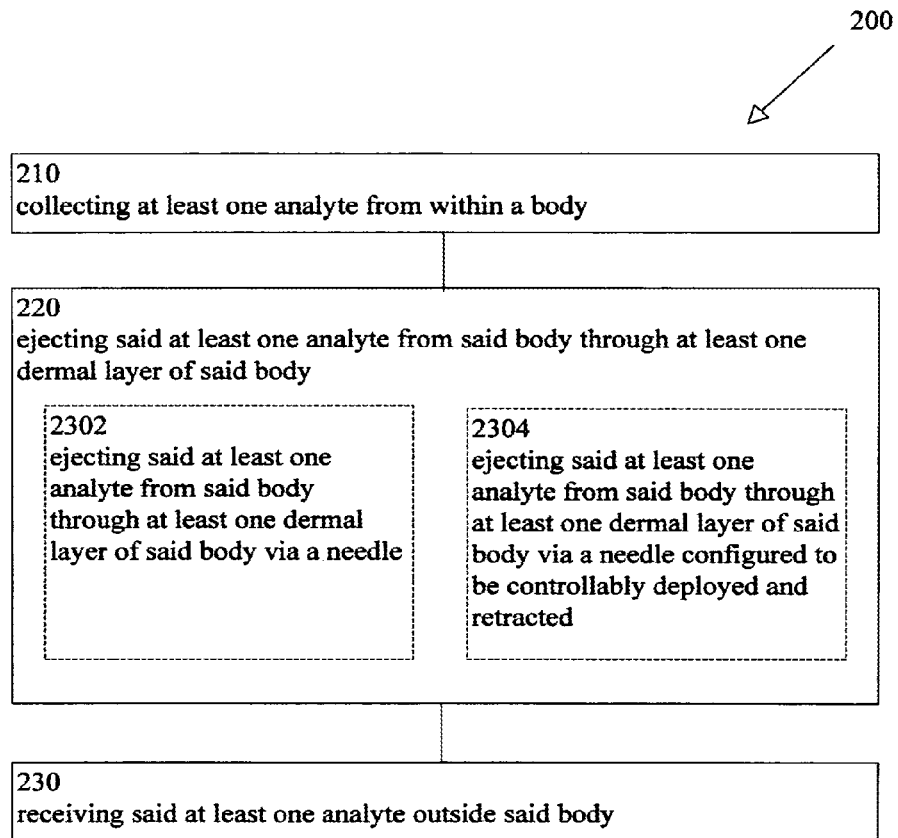 200
210
collecting at least one analyte from within a body
220
ejecting said at least one analyte from said body through at least one
dermal layer of said body
2302
ejecting said at least one
analyte from said body
through at least one dermal
layer of said body via a needle
2304
ejecting said at least one
analyte from said body through
at least one dermal layer of said
body via a needle configured to
be controllably deployed and
retracted
230
receiving said at least one analyte outside said body